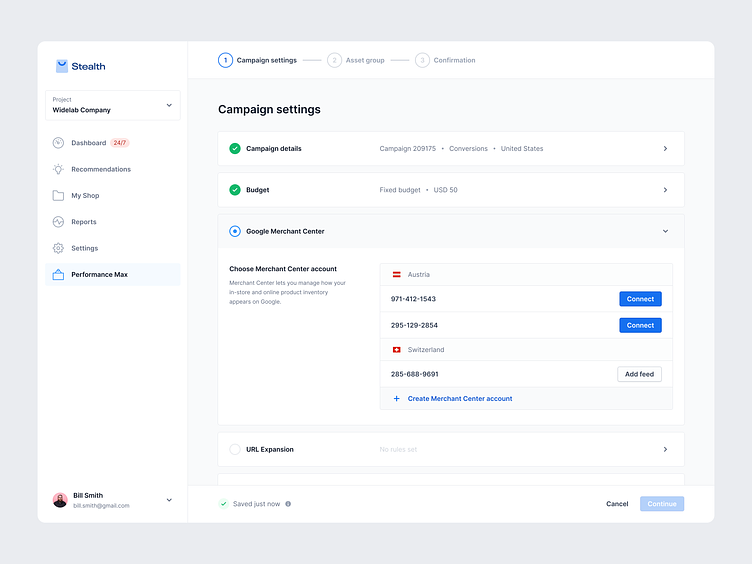 Stealth
Project
Widelab Company
Dashboard 24/7
Recommendations
My Shop
Reports
Settings
Performance Max
Bill Smith
bill.smith@gmail.com
1 Campaign settings 2 Asset group 3 Confirmation
Campaign settings
Campaign details Campaign 209175 • Conversions • United States
Budget Fixed budget • USD 50
Google Merchant Center
Choose Merchant Center account
Merchant Center lets you manage how your
in-store and online product inventory
appears on Google.
Austria
971-412-1543 Connect
295-129-2854 Connect
Switzerland
285-688-9691 Add feed
+ Create Merchant Center account
URL Expansion No rules set
Saved just now Cancel Continue